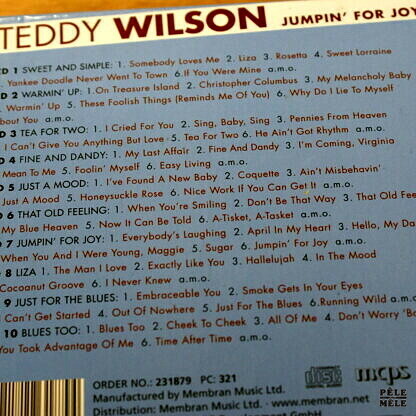 TEDDY WILSON JUMPIN' FOR JOY
CD 1 SWEET AND SIMPLE: 1. Somebody Loves Me 2. Liza 3. Rosetta 4. Sweet Lorraine
5. Yankee Doodle Never Went To Town 6.If You Were Mine a.m.o.
CD 2 WARMIN' UP: 1.On Treasure Island 2. Christopher Columbus 3. My Melancholy Baby
4. Warmin' Up 5. These Foolish Things (Reminds Me Of You) 6. Why Do I Lie To Myself
About You a.m.o.
CD 3 TEA FOR TWO: 1. I Cried For You 2. Sing, Baby, Sing 3. Pennies From Heaven
I Can't Give You Anything But Love 5. Tea For Two 6. He Ain't Got Rhythm a.m.o.
CD 4 FINE AND DANDY: 1. My Last Affair 2. Fine And Dandy 3. I'm Coming, Virginia
Mean To Me 5. Foolin' Myself 6. Easy Living a.m.o.
CD 5 JUST A MOOD: 1. I've Found A New Baby 2. Coquette 3. Ain't Misbehavin'
Just A Mood 5. Honeysuckle Rose 6. Nice Work If You Can Get It a.m.o.
6 THAT OLD FEELING: 1. When You're Smiling 2. Don't Be That Way 3. That Old Fee
My Blue Heaven 5. Now It Can Be Told 6. A-Tisket, A-Tasket a.m.o.
7 JUMPIN' FOR JOY: 1. Everybody's Laughing 2. April In My Heart 3. Hello, My Da
When You and I Were Young, Maggie 5. Sugar 6. Jumpin' For Joy a.m.o.
8 LIZA 1. The Man I Love 2. Exactly Like You 3. Hallelujah 4. In The Mood
Cocoanut Groove 6. I Never Knew a.m.o.
9 JUST FOR THE BLUES: 1. Embraceable You 2. Smoke Gets In Your Eyes
I Can't Get Started 4. Out Of Nowhere 5. Just For The Blues 6.Running Wild a.m.o
10 BLUES TOO: 1. Blues Too 2. Cheek To Cheek 3. All Of Me 4. Don't Worry 'Bo
You Took Advantage Of Me 6. Time After Time a.m.o.
ORDER NO: 231879 PC: 321
Manufactured by Membran Music Ltd.
Distribution: Membran Music Ltd. · www.membran.net
disc
mcps
PÊLE
MÊLE